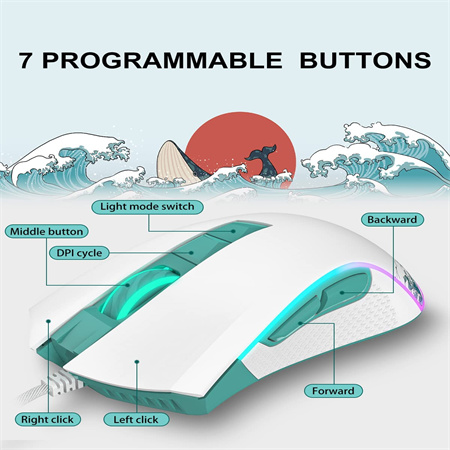 7 PROGRAMMABLE BUTTONS
Light mode switch
Backward
Middle button
DPI cycle
Forward
Right click
Left click